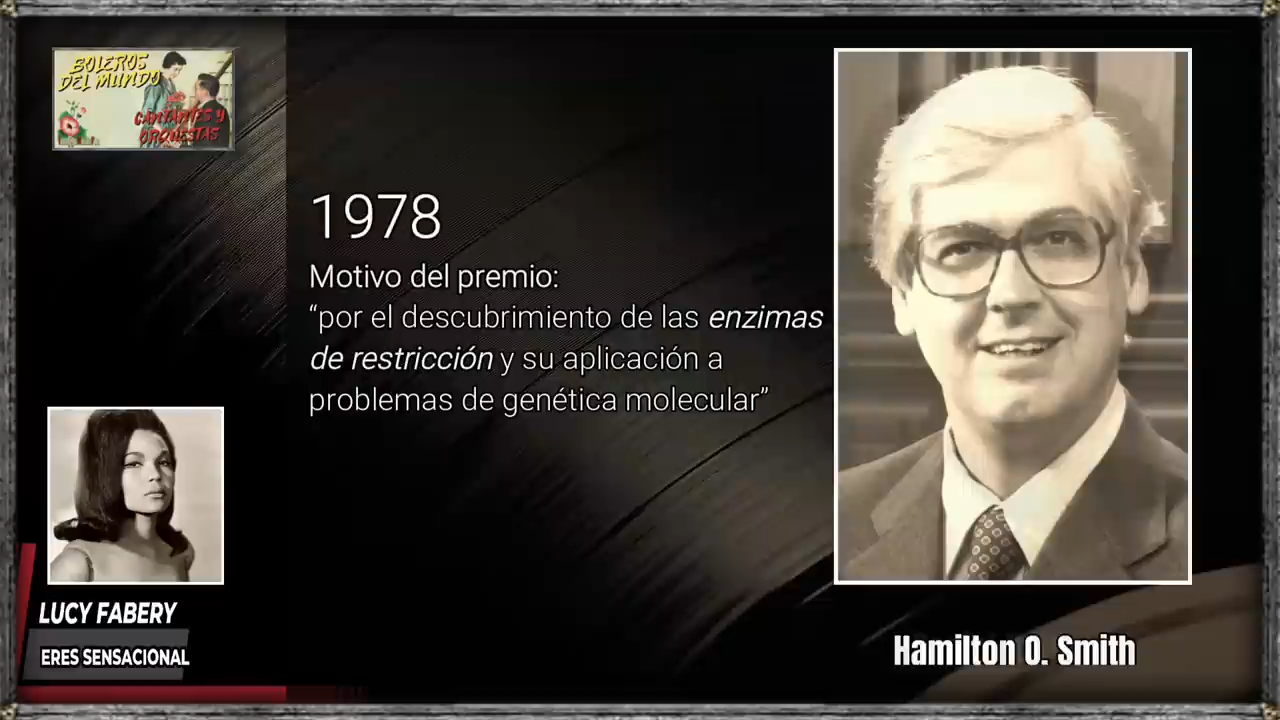 BOLEROS
DEL MUNDO
CANTANTES Y
ORQUESTAS
1978
Motivo del premio:
“por el descubrimiento de las enzimas
de restricción y su aplicación a
problemas de genética molecular”
LUCY FABERY
ERES SENSACIONAL
Hamilton O. Smith